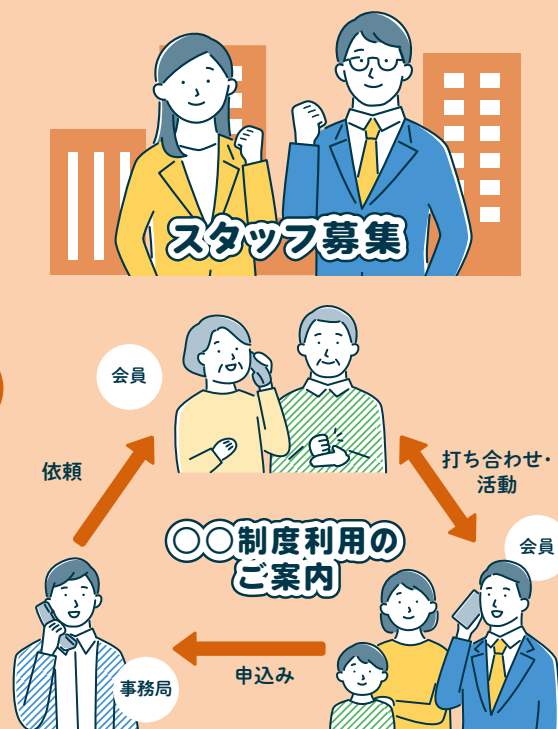 スタッフ募集
会員
依頼
打ち合わせ・
活動
○○制度利用の
ご案内
会員
事務局
申込み